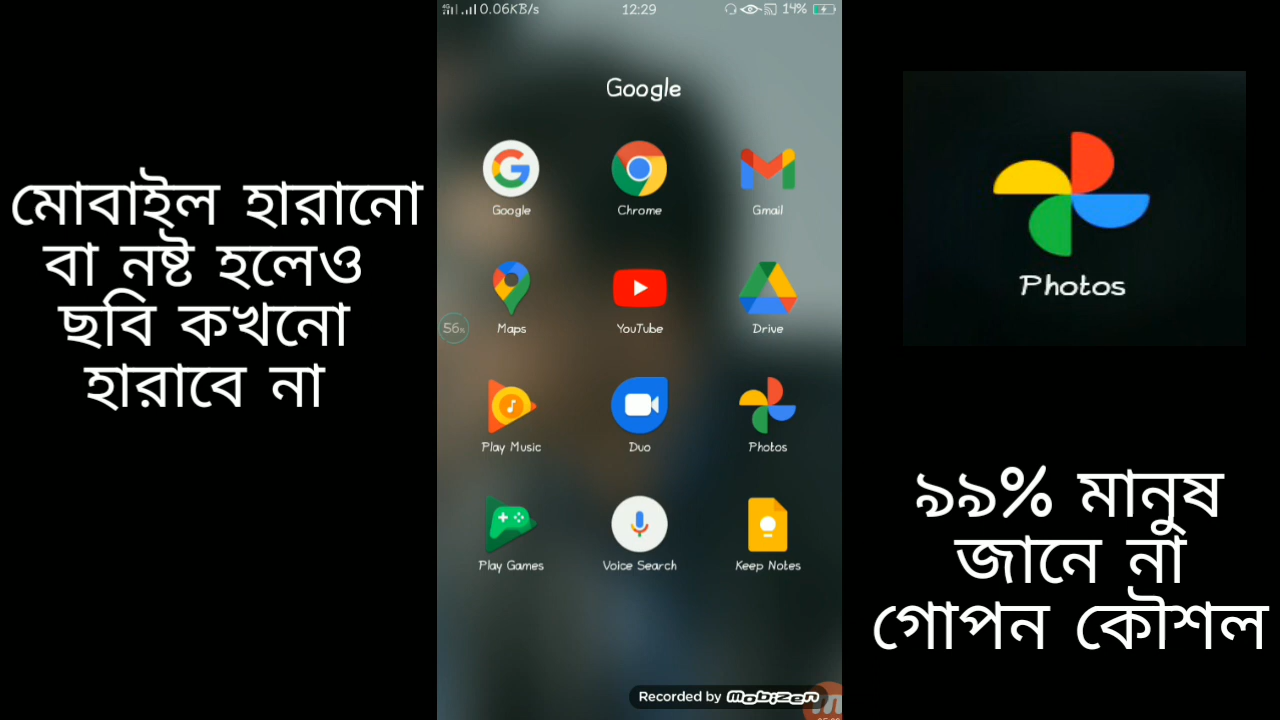 মোবাইল হারানো
বা নষ্ট হলেও
ছবি কখনো
হারাবে না
0.06KB/s 12:29 14%
Google
Google Chrome Gmail
Maps YouTube Drive
56%
Play Music Duo Photos
Play Games Voice Search Keep Notes
Recorded by Mobizen
Photos
৯৯% মানুষ
জানে না
গোপন কৌশল